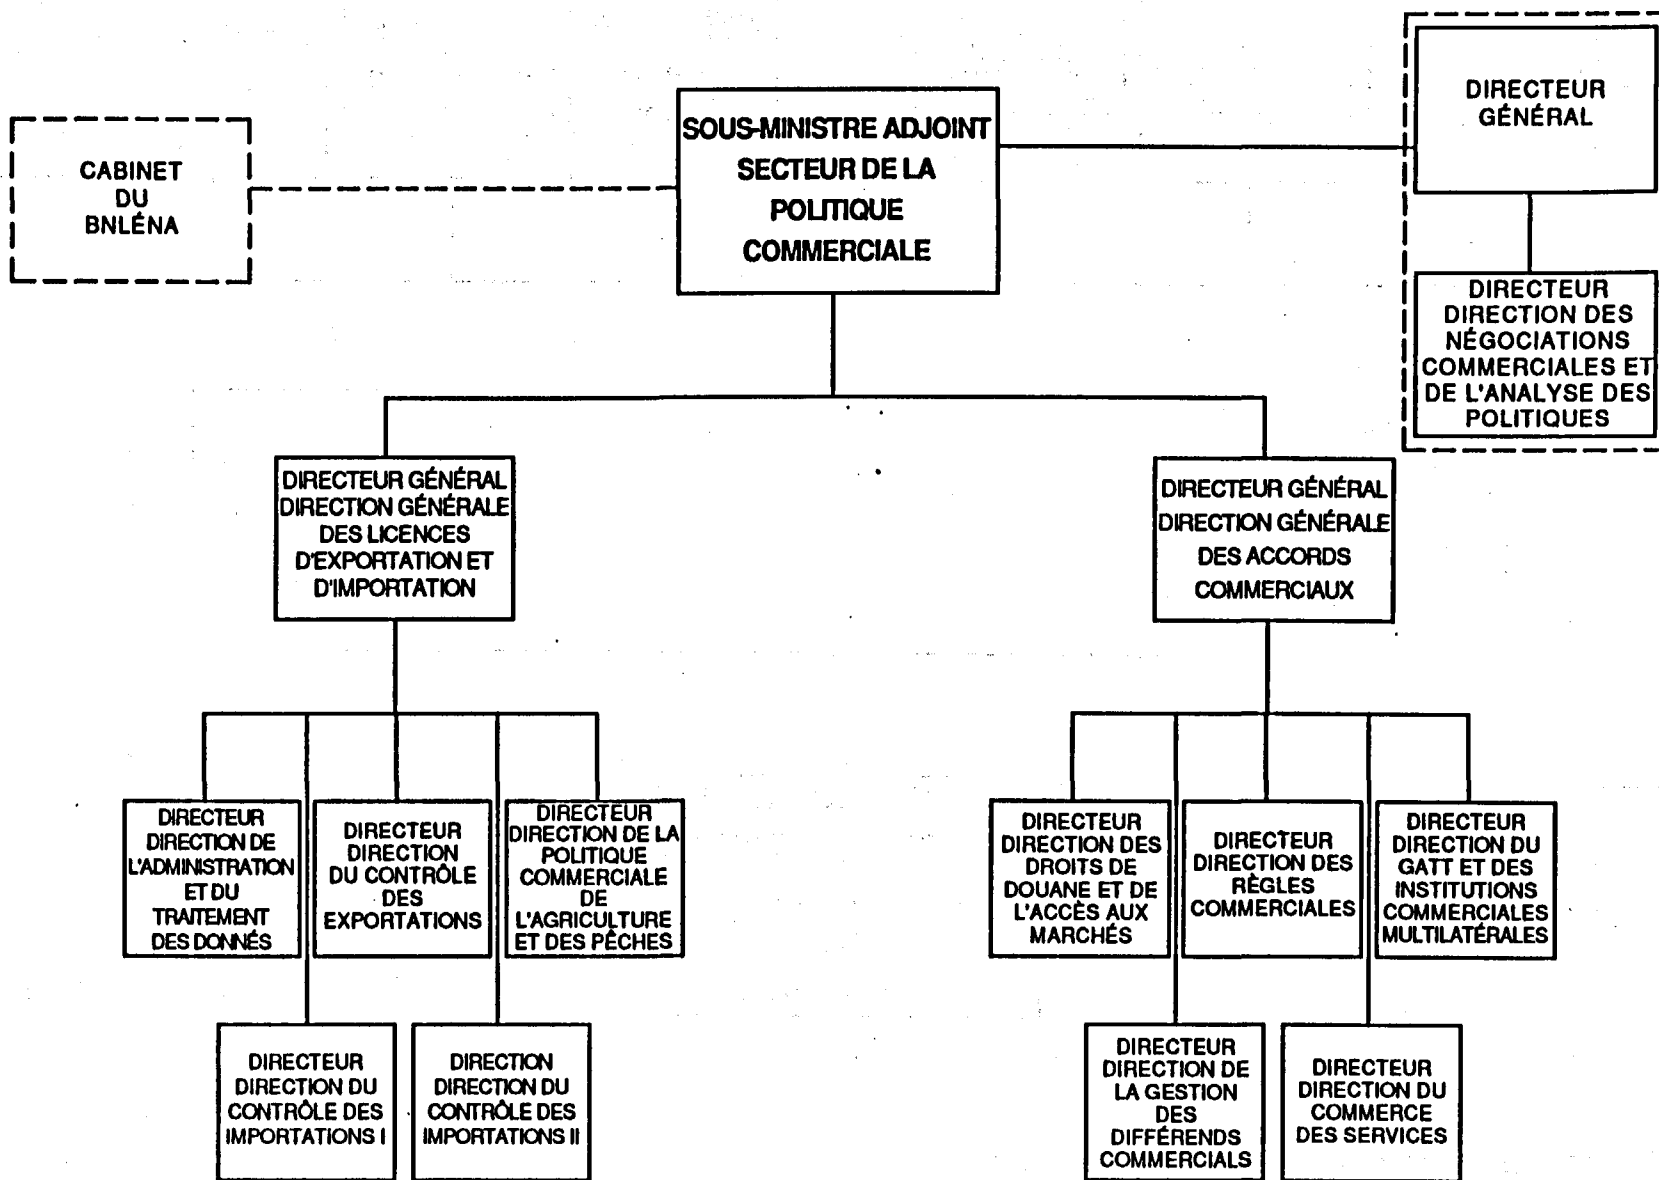 CABINET
DU
BNLÉNA
SOUS-MINISTRE ADJOINT
SECTEUR DE LA
POLITIQUE
COMMERCIALE
DIRECTEUR
GÉNÉRAL
DIRECTEUR
DIRECTION DES
NÉGOCIATIONS
COMMERCIALES ET
DE L'ANALYSE DES
POLITIQUES
DIRECTEUR GÉNÉRAL
DIRECTION GÉNÉRALE
DES LICENCES
D'EXPORTATION ET
D'IMPORTATION
DIRECTEUR GÉNÉRAL
DIRECTION GÉNÉRALE
DES ACCORDS
COMMERCIAUX
DIRECTEUR
DIRECTION DE
L'ADMINISTRATION
ET DU
TRAITEMENT
DES DONNÉS
DIRECTEUR
DIRECTION
DU CONTRÔLE
DES
EXPORTATIONS
DIRECTEUR
DIRECTION DE LA
POLITIQUE
COMMERCIALE
DE
L'AGRICULTURE
ET DES PÊCHES
DIRECTEUR
DIRECTION DES
DROITS DE
DOUANE ET DE
L'ACCÈS AUX
MARCHÉS
DIRECTEUR
DIRECTION DES
RÈGLES
COMMERCIALES
DIRECTEUR
DIRECTION DU
GATT ET DES
INSTITUTIONS
COMMERCIALES
MULTILATÉRALES
DIRECTEUR
DIRECTION DU
CONTRÔLE DES
IMPORTATIONS I
DIRECTION
DIRECTION DU
CONTRÔLE DES
IMPORTATIONS II
DIRECTEUR
DIRECTION DE
LA GESTION
DES
DIFFÉRENDS
COMMERCIALS
DIRECTEUR
DIRECTION DU
COMMERCE
DES SERVICES